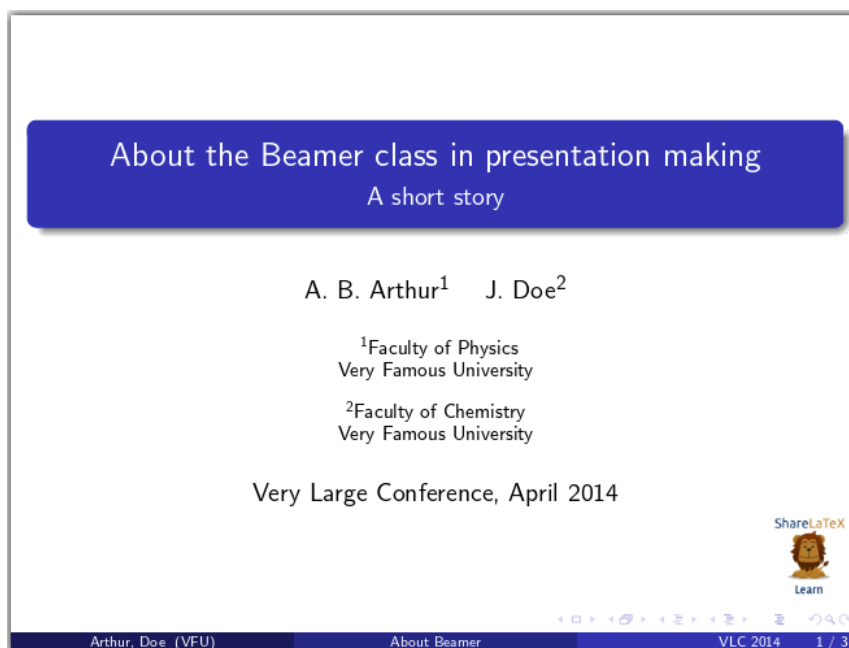 About the Beamer class in presentation making
A short story
A. B. Arthur¹ J. Doe²
¹Faculty of Physics
Very Famous University
²Faculty of Chemistry
Very Famous University
Very Large Conference, April 2014
ShareLaTeX
Learn
Arthur, Doe (VFU) About Beamer VLC 2014 1 / 3